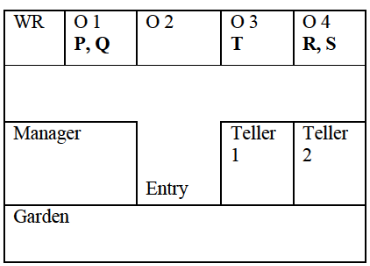 WR O 1 O 2 O 3 O 4
P, Q T R, S
Manager Teller Teller
1 2
Entry
Garden